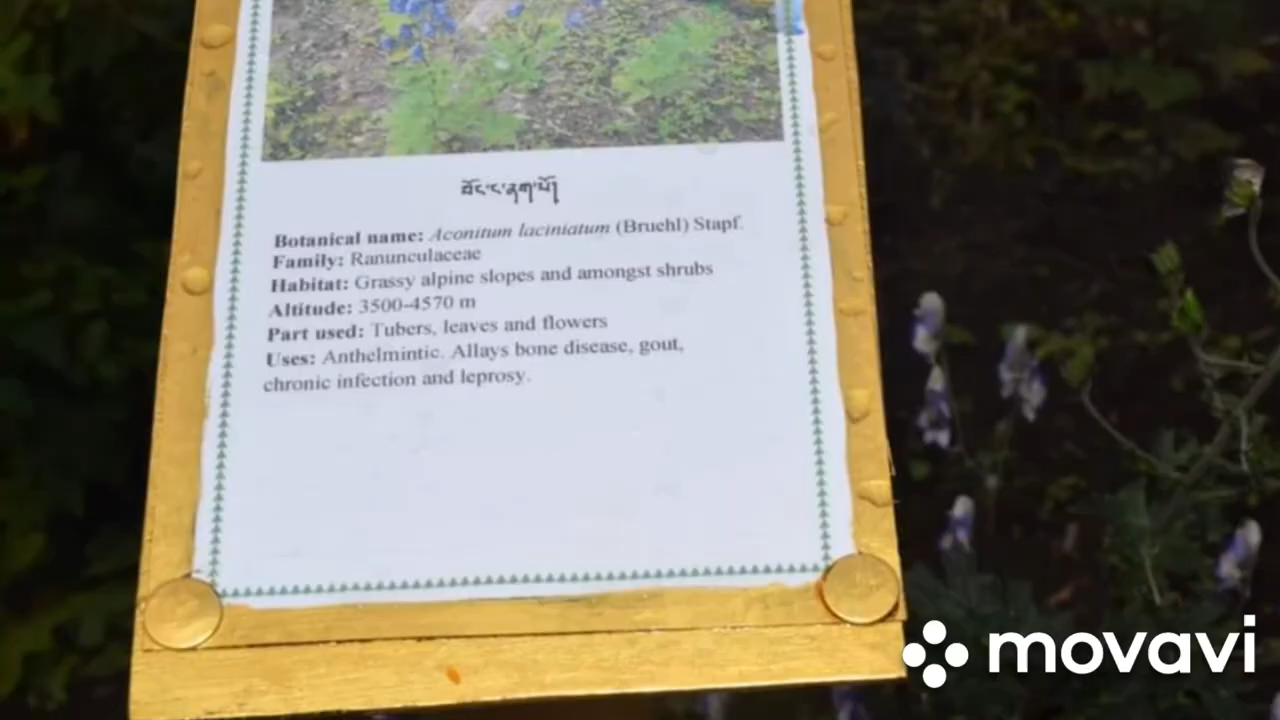 བོང་ང་ནག་པོ།
Botanical name: Aconitum laciniatum (Bruehl) Stapf.
Family: Ranunculaceae
Habitat: Grassy alpine slopes and amongst shrubs
Altitude: 3500-4570 m
Part used: Tubers, leaves and flowers
Uses: Anthelmintic. Allays bone disease, gout,
chronic infection and leprosy.
movavi